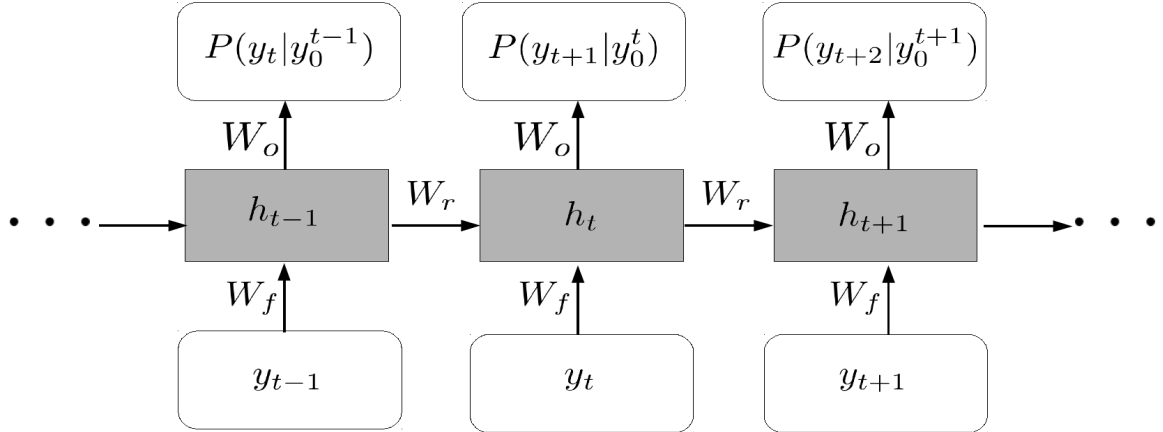 P(y_t|y_0^{t-1}) P(y_{t+1}|y_0^t) P(y_{t+2}|y_0^{t+1})
W_o W_o W_o
W_r W_r
• • • h_{t-1} h_t h_{t+1} • • •
W_f W_f W_f
y_{t-1} y_t y_{t+1}